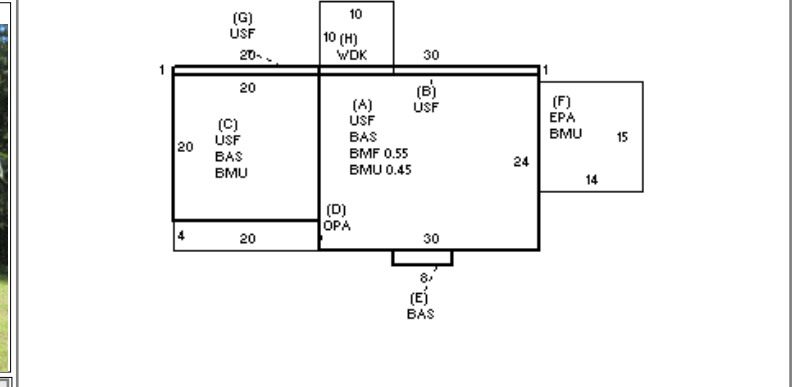 10
(G)
USF
10 (H)
WDK
20
30
1
1
20
(B)
USF
(A)
USF
BAS
BMF 0.55
BMU 0.45
(F)
EPA
BMU
15
(C)
USF
BAS
BMU
20
24
14
(D)
OPA
4
20
30
8
(E)
BAS